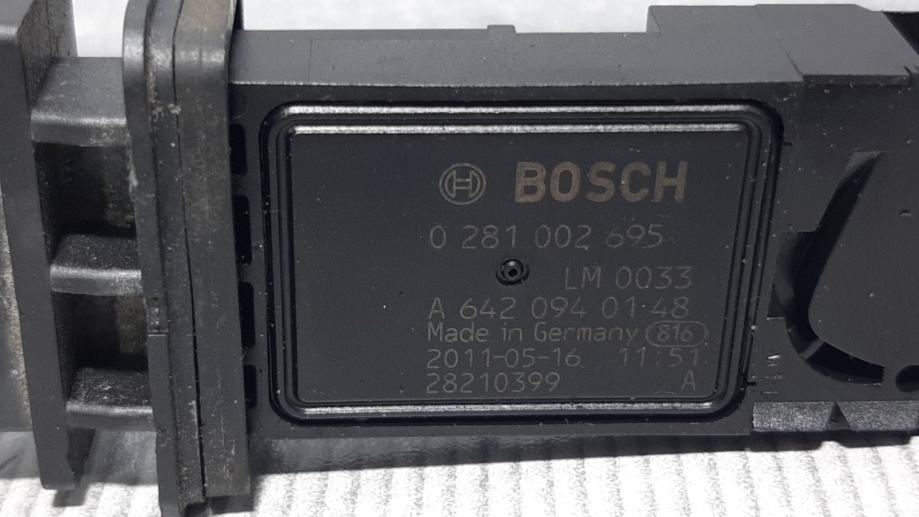 BOSCH
0 281 002 695
LM 0033
A 642 094 01 48
Made in Germany 816
2011-05-16 11:51
28210399 A